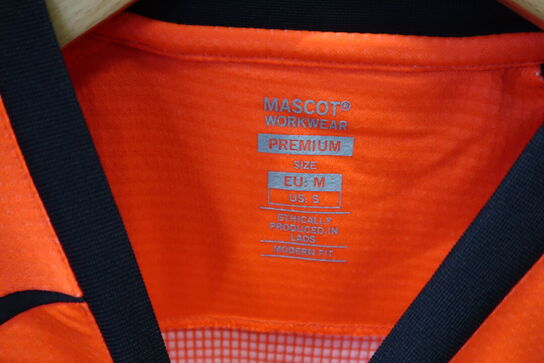 MASCOT®
WORKWEAR
PREMIUM
SIZE
EU: M
US: S
ETHICALLY
PRODUCED IN
LAOS
MODERN FIT